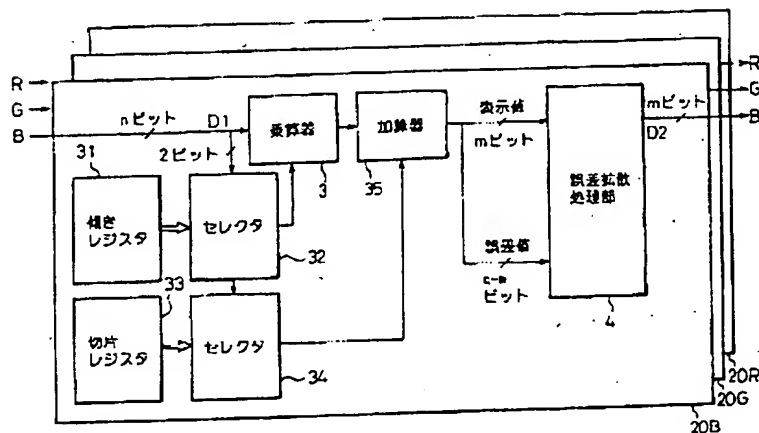 R
G
B
nビット
D1
2ビット
31
傾き
レジスタ
セレクタ
32
乗算器
3
加算器
35
表示値
mビット
誤差値
ビット
誤差拡散
処理部
4
mビット
D2
R
G
B
33
切片
レジスタ
セレクタ
34
20R
20G
20B